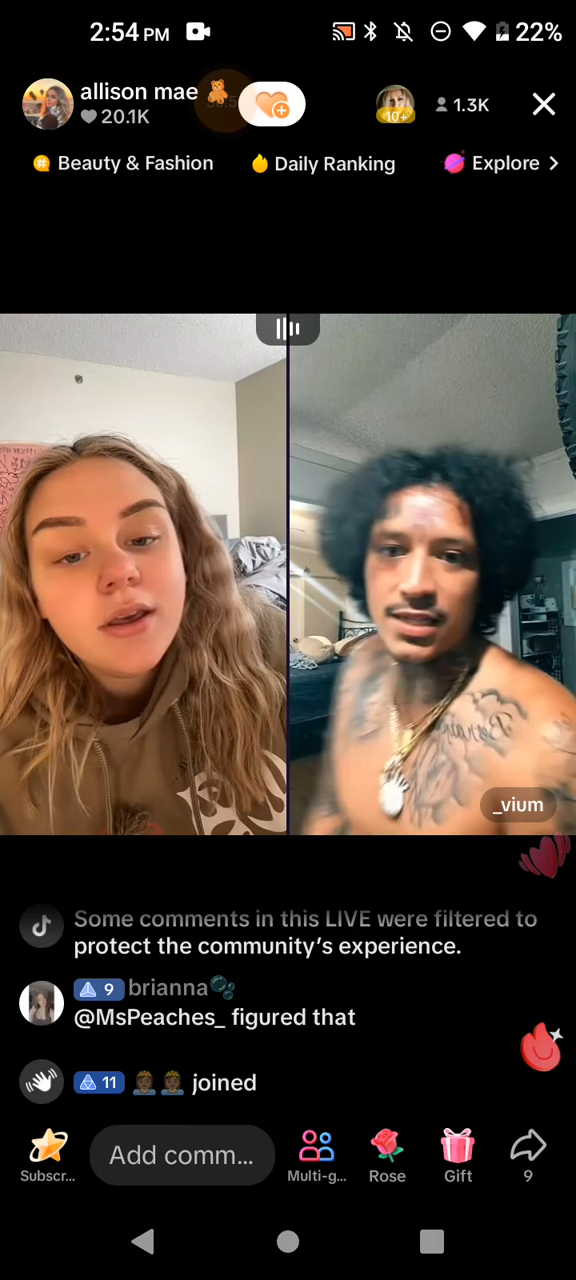 2:54 PM 22%
allison mae 🧸
20.1K
10+
1.3K
Beauty & Fashion
Daily Ranking
Explore >
_vium
Some comments in this LIVE were filtered to
protect the community's experience.
9 brianna🫧
@MsPeaches_ figured that
11 👸🏾👸🏾 joined
Subscr...
Add comm...
Multi-g...
Rose
Gift
9